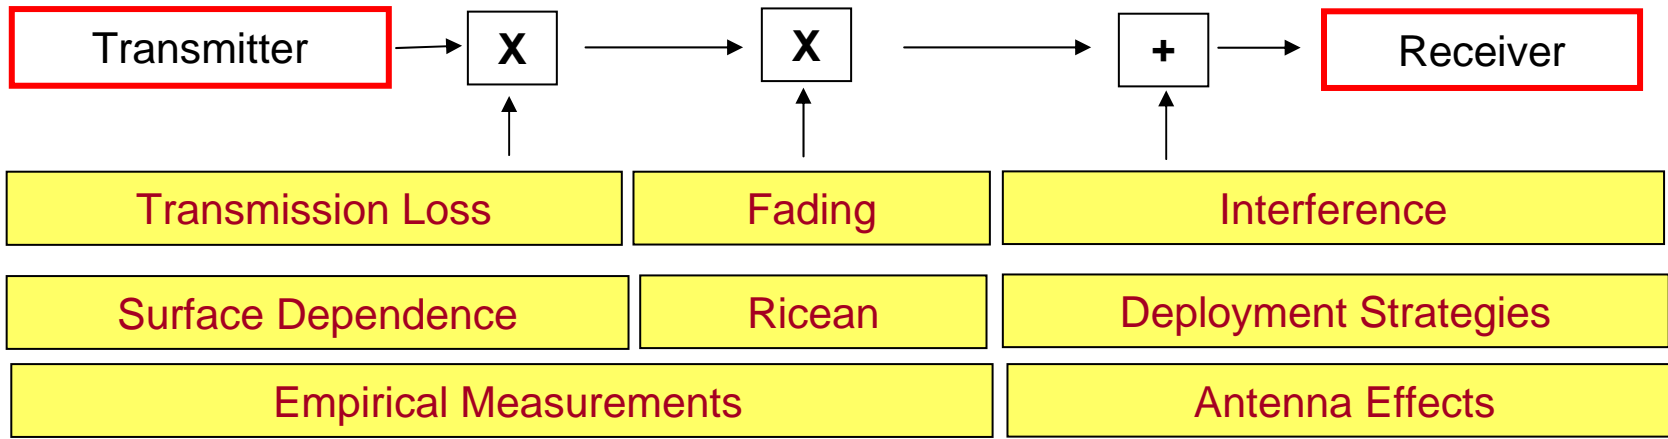 Transmitter X X + Receiver
Transmission Loss Fading Interference
Surface Dependence Ricean Deployment Strategies
Empirical Measurements Antenna Effects